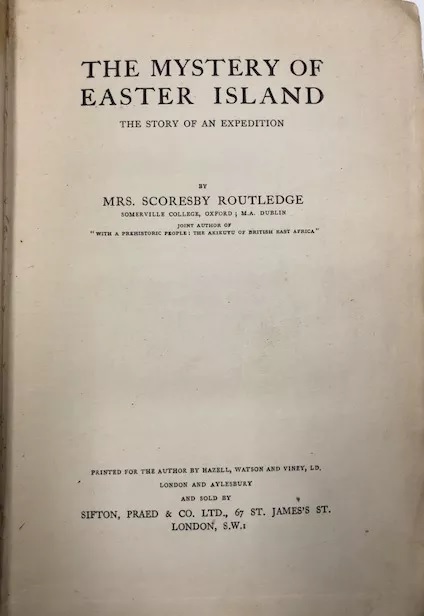 THE MYSTERY OF
EASTER ISLAND
THE STORY OF AN EXPEDITION
BY
MRS. SCORESBY ROUTLEDGE
SOMERVILLE COLLEGE, OXFORD; M.A. DUBLIN
JOINT AUTHOR OF
"WITH A PREHISTORIC PEOPLE: THE AKIKUYU OF BRITISH EAST AFRICA"
PRINTED FOR THE AUTHOR BY HAZELL, WATSON AND VINEY, LD.
LONDON AND AYLESBURY
AND SOLD BY
SIFTON, PRAED & CO. LTD., 67 ST. JAMES'S ST.
LONDON, S.W.1